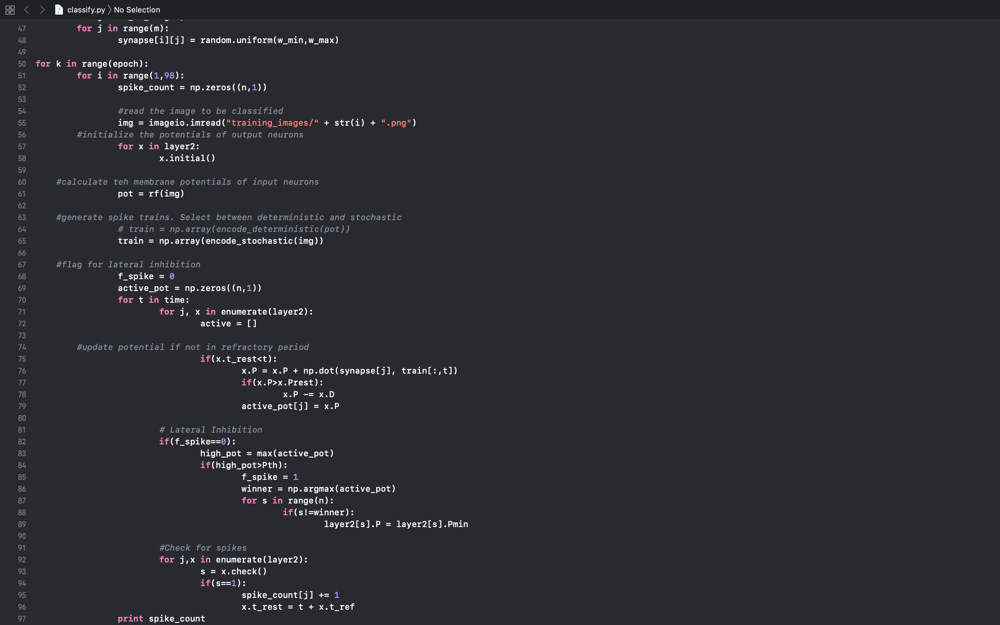 classify.py No Selection
47 for j in range(m):
48 synapse[i][j] = random.uniform(w_min,w_max)
49
50 for k in range(epoch):
51 for i in range(1,98):
52 spike_count = np.zeros((n,1))
53
54 #read the image to be classified
55 img = imageio.imread("training_images/" + str(i) + ".png")
56 #initialize the potentials of output neurons
57 for x in layer2:
58 x.initial()
59
60 #calculate teh membrane potentials of input neurons
61 pot = rf(img)
62
63 #generate spike trains. Select between deterministic and stochastic
64 # train = np.array(encode_deterministic(pot))
65 train = np.array(encode_stochastic(img))
66
67 #flag for lateral inhibition
68 f_spike = 0
69 active_pot = np.zeros((n,1))
70 for t in time:
71 for j, x in enumerate(layer2):
72 active = []
73
74 #update potential if not in refractory period
75 if(x.t_rest<t):
76 x.P = x.P + np.dot(synapse[j], train[:,t])
77 if(x.P>x.Prest):
78 x.P -= x.D
79 active_pot[j] = x.P
80
81 # Lateral Inhibition
82 if(f_spike==0):
83 high_pot = max(active_pot)
84 if(high_pot>Pth):
85 f_spike = 1
86 winner = np.argmax(active_pot)
87 for s in range(n):
88 if(s!=winner):
89 layer2[s].P = layer2[s].Pmin
90
91 #Check for spikes
92 for j,x in enumerate(layer2):
93 s = x.check()
94 if(s==1):
95 spike_count[j] += 1
96 x.t_rest = t + x.t_ref
97 print spike_count